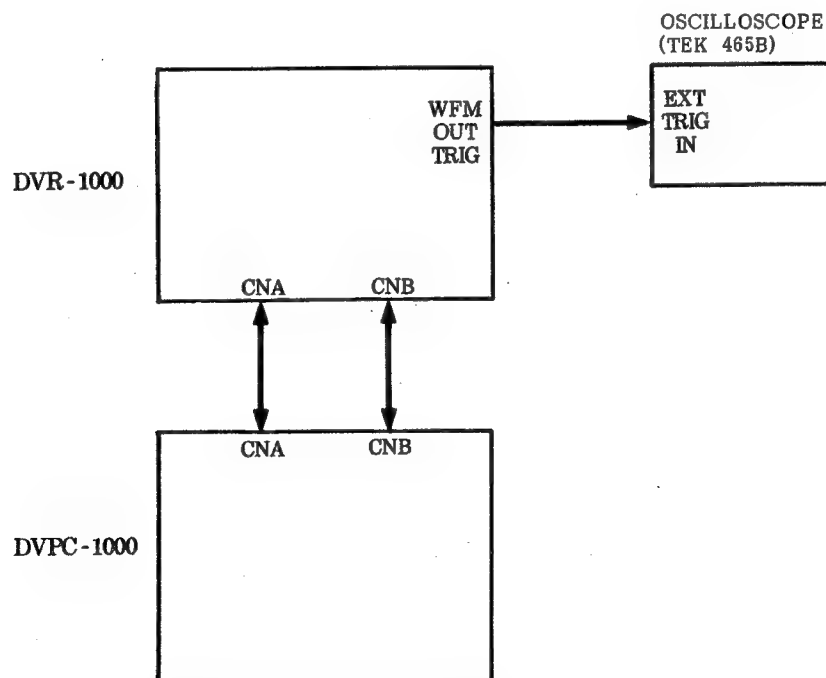 OSCILLOSCOPE
(TEK 465B)
WFM
OUT
TRIG
EXT
TRIG
IN
DVR-1000
CNA CNB
CNA CNB
DVPC-1000